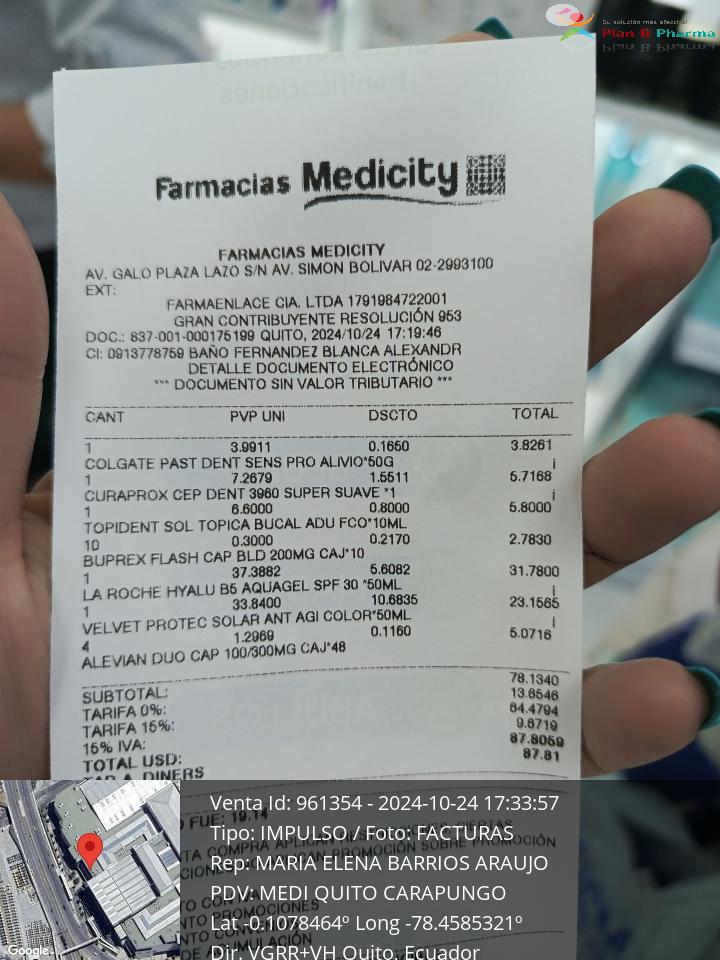 Su solución más efectiva
Plan B Pharma
bonificaciones
Farmacias Medicity
FARMACIAS MEDICITY
AV. GALO PLAZA LAZO S/N AV. SIMON BOLIVAR 02-2993100
EXT:
FARMAENLACE CIA. LTDA 1791984722001
GRAN CONTRIBUYENTE RESOLUCIÓN 953
DOC.: 837-001-000175199 QUITO, 2024/10/24 17:19:46
CI: 0913778759 BAÑO FERNANDEZ BLANCA ALEXANDR
DETALLE DOCUMENTO ELECTRÓNICO
*** DOCUMENTO SIN VALOR TRIBUTARIO ***
CANT PVP UNI DSCTO TOTAL
1 3.9911 0.1650 3.8261
COLGATE PAST DENT SENS PRO ALIVIO*50G i
1 7.2679 1.5511 5.7168
CURAPROX CEP DENT 3960 SUPER SUAVE *1 i
1 6.6000 0.8000 5.8000
TOPIDENT SOL TOPICA BUCAL ADU FCO*10ML
10 0.3000 0.2170 2.7830
BUPREX FLASH CAP BLD 200MG CAJ*10
1 37.3882 5.6082 31.7800
LA ROCHE HYALU B5 AQUAGEL SPF 30 *50ML i
1 33.8400 10.6835 23.1565
VELVET PROTEC SOLAR ANT AGI COLOR*50ML i
4 1.2969 0.1160 5.0716
ALEVIAN DUO CAP 100/300MG CAJ*48
SUBTOTAL: 78.1340
TARIFA 0%: 13.6546
TARIFA 15%: 64.4794
15% IVA: 9.6719
TOTAL USD: 87.8059
TAR A. DINERS 87.81
FUE: 19.14
Venta Id: 961354 - 2024-10-24 17:33:57
Tipo: IMPULSO / Foto: FACTURAS
Rep: MARIA ELENA BARRIOS ARAUJO
PDV: MEDI QUITO CARAPUNGO
Lat -0.1078464º Long -78.4585321º
Dir. VGRR+VH Quito, Ecuador
Google